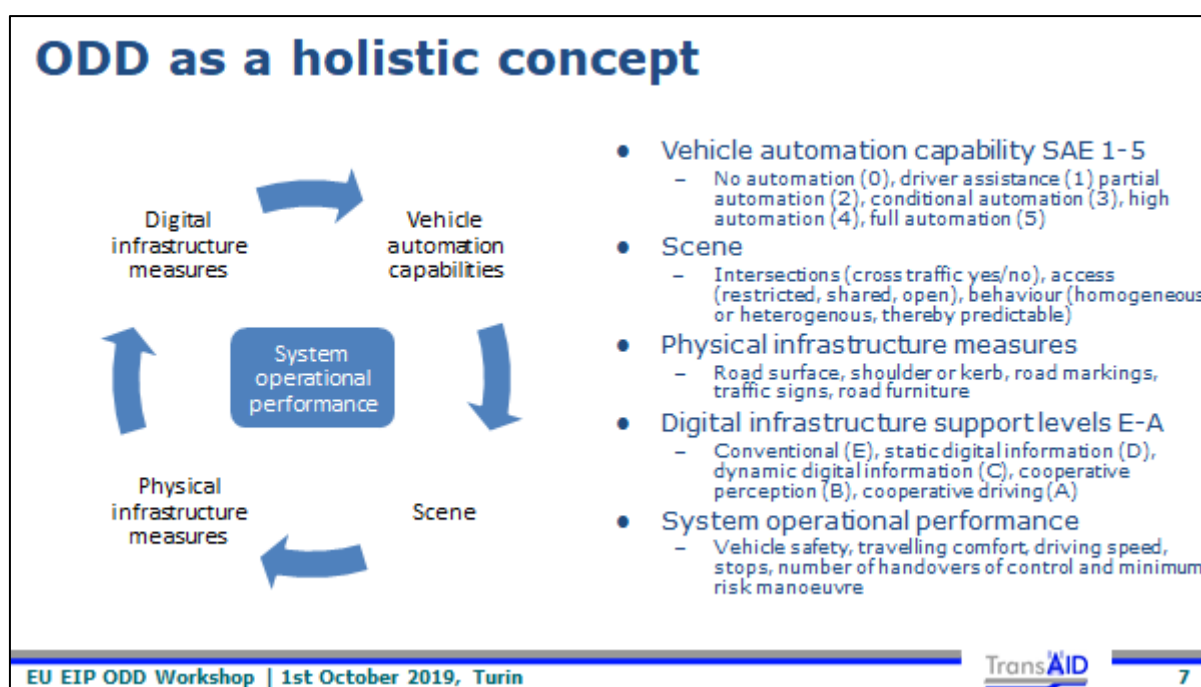 ODD as a holistic concept
Digital
infrastructure
measures
Vehicle
automation
capabilities
System
operational
performance
Physical
infrastructure
measures
Scene
● Vehicle automation capability SAE 1-5
– No automation (0), driver assistance (1) partial
automation (2), conditional automation (3), high
automation (4), full automation (5)
● Scene
– Intersections (cross traffic yes/no), access
(restricted, shared, open), behaviour (homogeneous
or heterogenous, thereby predictable)
● Physical infrastructure measures
– Road surface, shoulder or kerb, road markings,
traffic signs, road furniture
● Digital infrastructure support levels E-A
– Conventional (E), static digital information (D),
dynamic digital information (C), cooperative
perception (B), cooperative driving (A)
● System operational performance
– Vehicle safety, travelling comfort, driving speed,
stops, number of handovers of control and minimum
risk manoeuvre
EU EIP ODD Workshop | 1st October 2019, Turin
TransAID
7